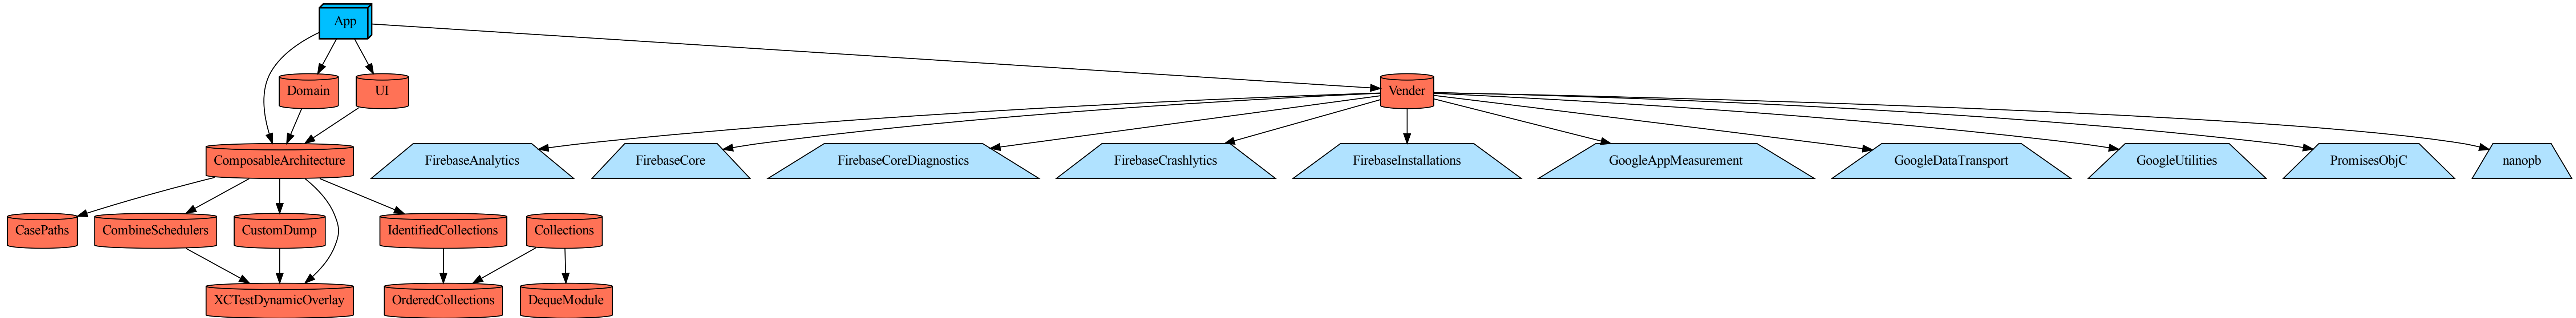 App
Domain
UI
Vender
ComposableArchitecture
FirebaseAnalytics
FirebaseCore
FirebaseCoreDiagnostics
FirebaseCrashlytics
FirebaseInstallations
GoogleAppMeasurement
GoogleDataTransport
GoogleUtilities
PromisesObjC
nanopb
CasePaths
CombineSchedulers
CustomDump
IdentifiedCollections
Collections
XCTestDynamicOverlay
OrderedCollections
DequeModule